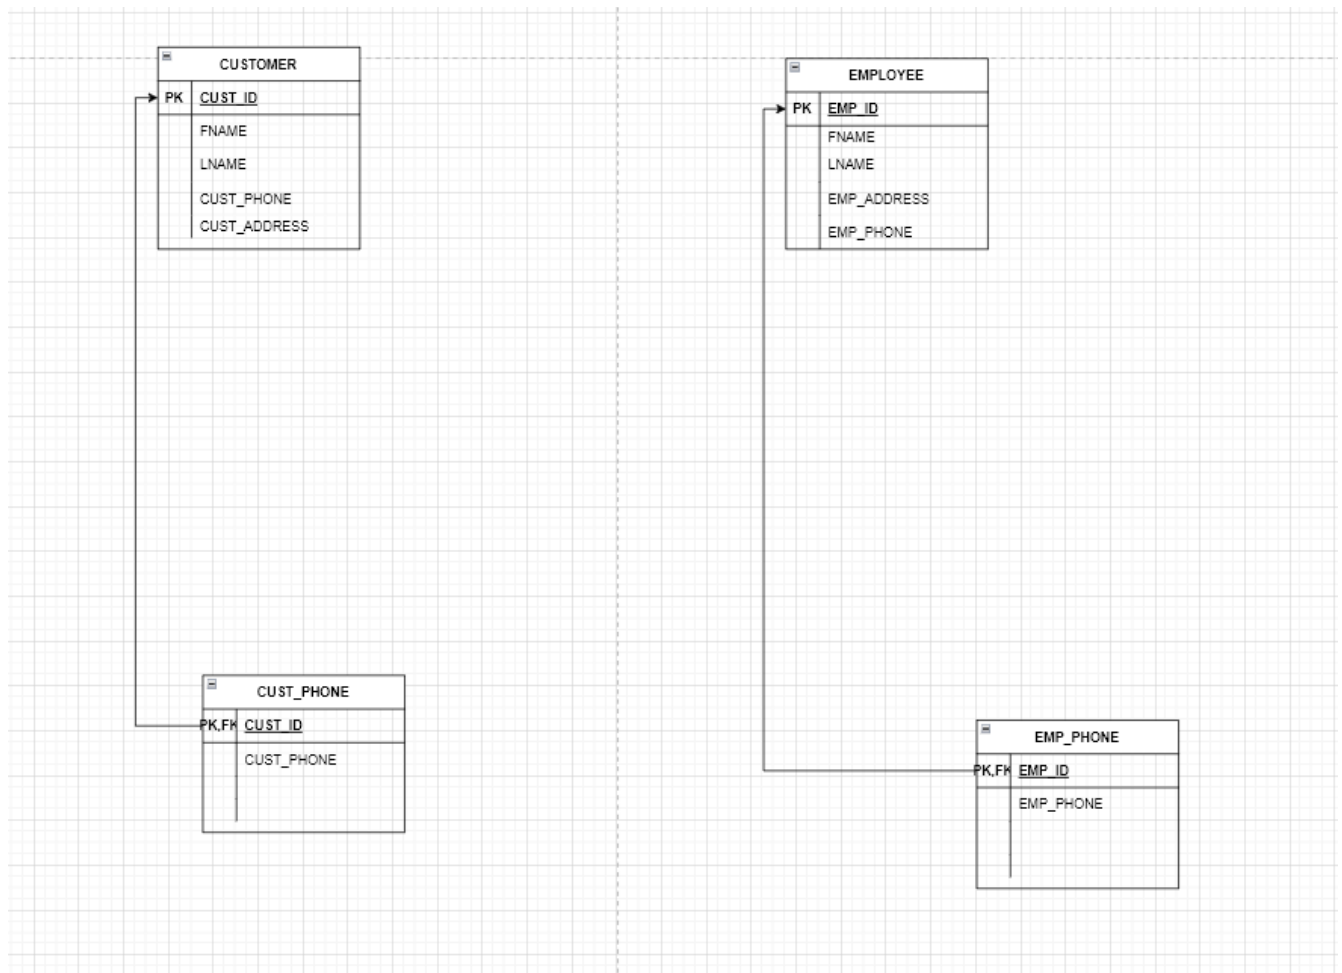 CUSTOMER
PK CUST_ID
FNAME
LNAME
CUST_PHONE
CUST_ADDRESS
EMPLOYEE
PK EMP_ID
FNAME
LNAME
EMP_ADDRESS
EMP_PHONE
CUST_PHONE
PK,FK CUST_ID
CUST_PHONE
EMP_PHONE
PK,FK EMP_ID
EMP_PHONE